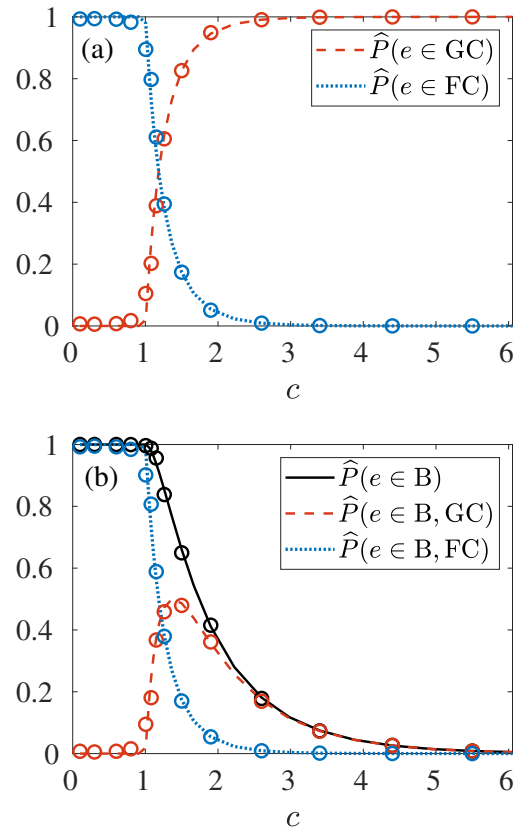 1
0.8
0.6
0.4
0.2
0
(a)
P̂(e ∈ GC)
P̂(e ∈ FC)
0 1 2 3 4 5 6
c
1
0.8
0.6
0.4
0.2
0
(b)
P̂(e ∈ B)
P̂(e ∈ B, GC)
P̂(e ∈ B, FC)
0 1 2 3 4 5 6
c